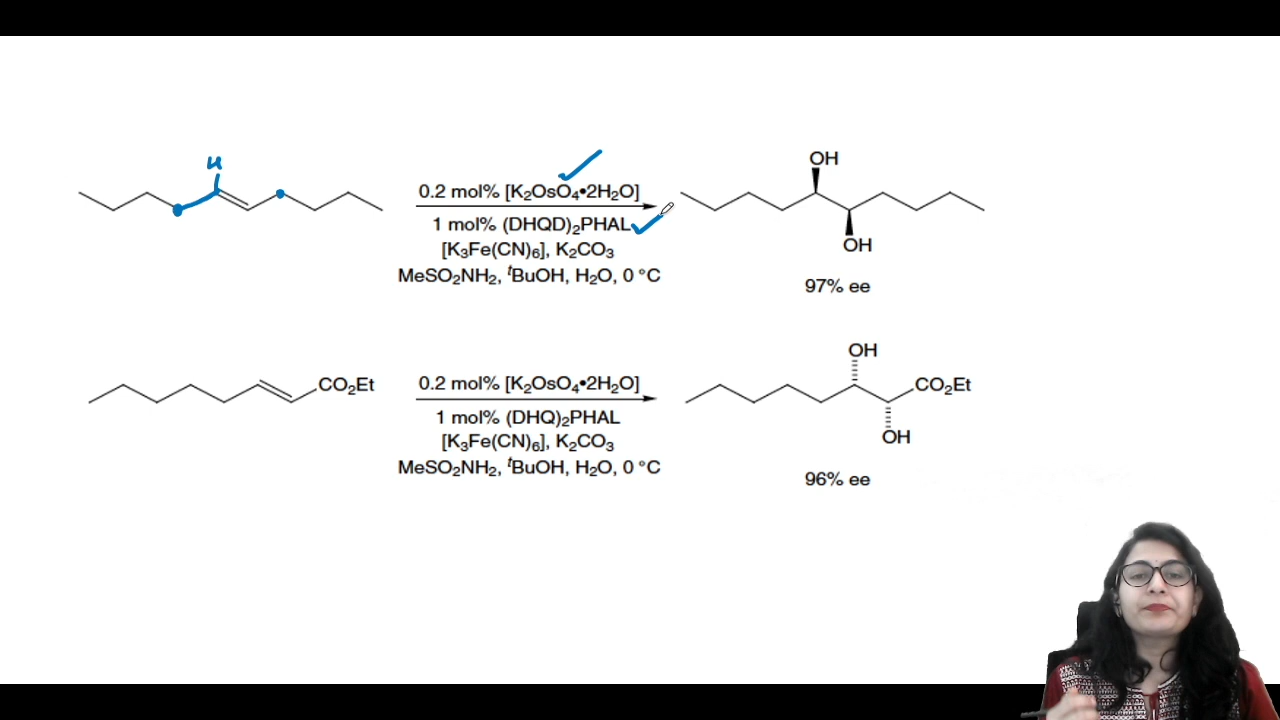 H
OH
0.2 mol% [K₂OsO₄•2H₂O]
1 mol% (DHQD)₂PHAL
[K₃Fe(CN)₆], K₂CO₃
MeSO₂NH₂, ᵗBuOH, H₂O, 0 °C
OH
97% ee
OH
CO₂Et
0.2 mol% [K₂OsO₄•2H₂O]
CO₂Et
1 mol% (DHQ)₂PHAL
[K₃Fe(CN)₆], K₂CO₃
OH
MeSO₂NH₂, ᵗBuOH, H₂O, 0 °C
96% ee